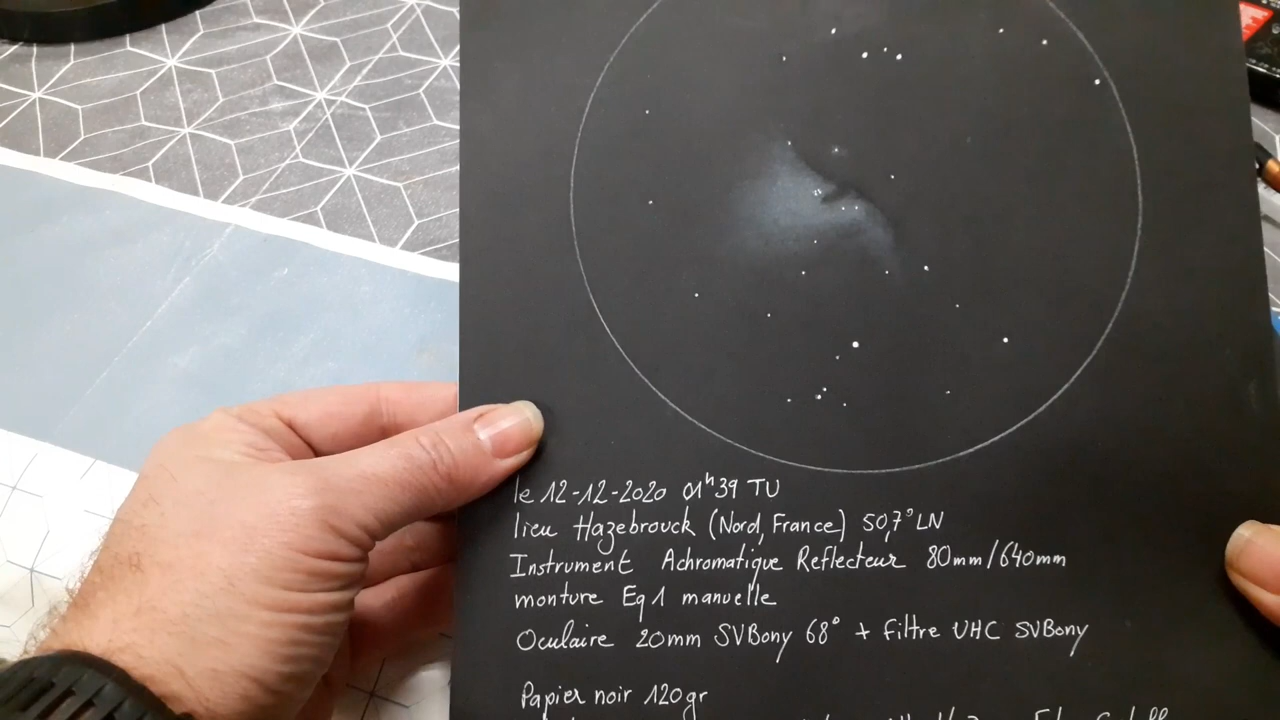 le 12-12-2020 01h39 TU
lieu Hazebrouck (Nord, France) 50,7° LN
Instrument Achromatique Reflecteur 80mm/640mm
monture Eq1 manuelle
Oculaire 20mm SVBony 68° + filtre UHC SVBony
Papier noir 120gr